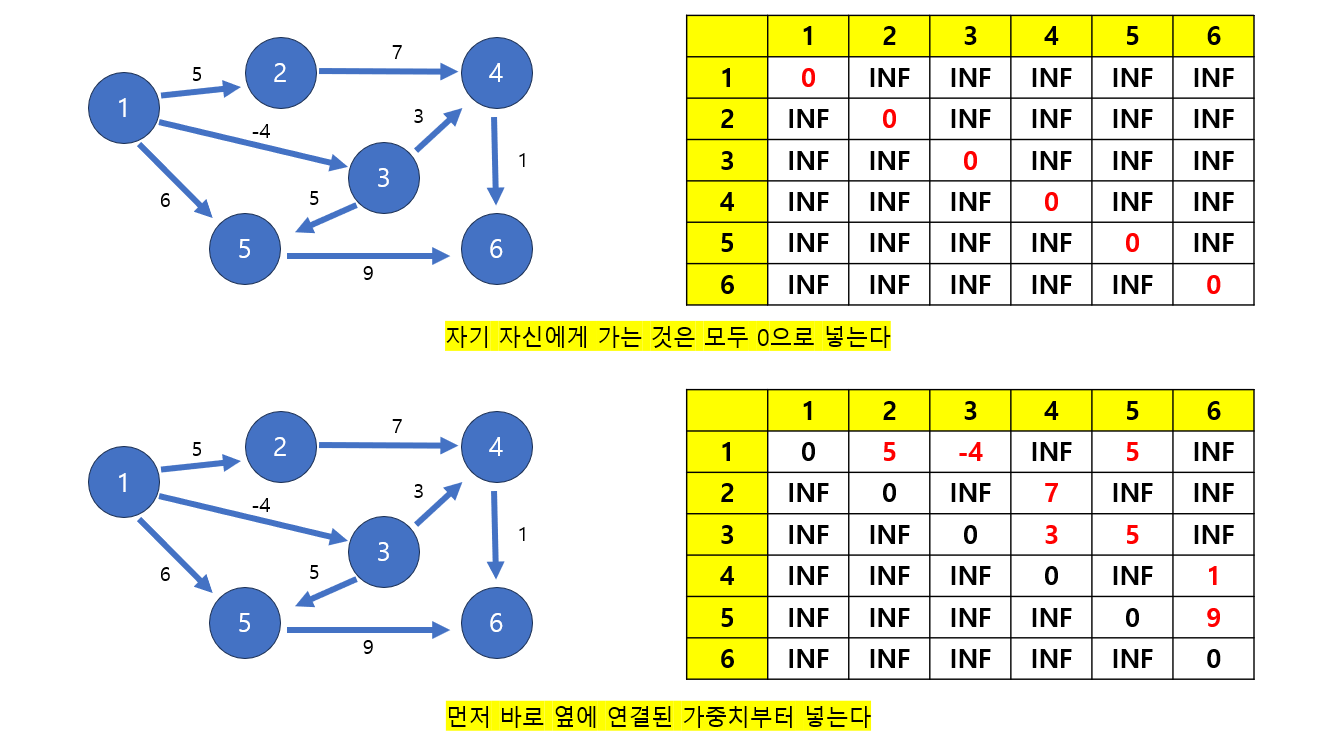 1 2 3 4 5 6
1 0 INF INF INF INF INF
2 INF 0 INF INF INF INF
3 INF INF 0 INF INF INF
4 INF INF INF 0 INF INF
5 INF INF INF INF 0 INF
6 INF INF INF INF INF 0
7
5
2
4
1
-4
3
1
3
6
5
5
6
9
자기 자신에게 가는 것은 모두 0으로 넣는다
1 2 3 4 5 6
1 0 5 -4 INF 5 INF
2 INF 0 INF 7 INF INF
3 INF INF 0 3 5 INF
4 INF INF INF 0 INF 1
5 INF INF INF INF 0 9
6 INF INF INF INF INF 0
7
5
2
4
1
-4
3
1
3
6
5
5
6
9
먼저 바로 옆에 연결된 가중치부터 넣는다